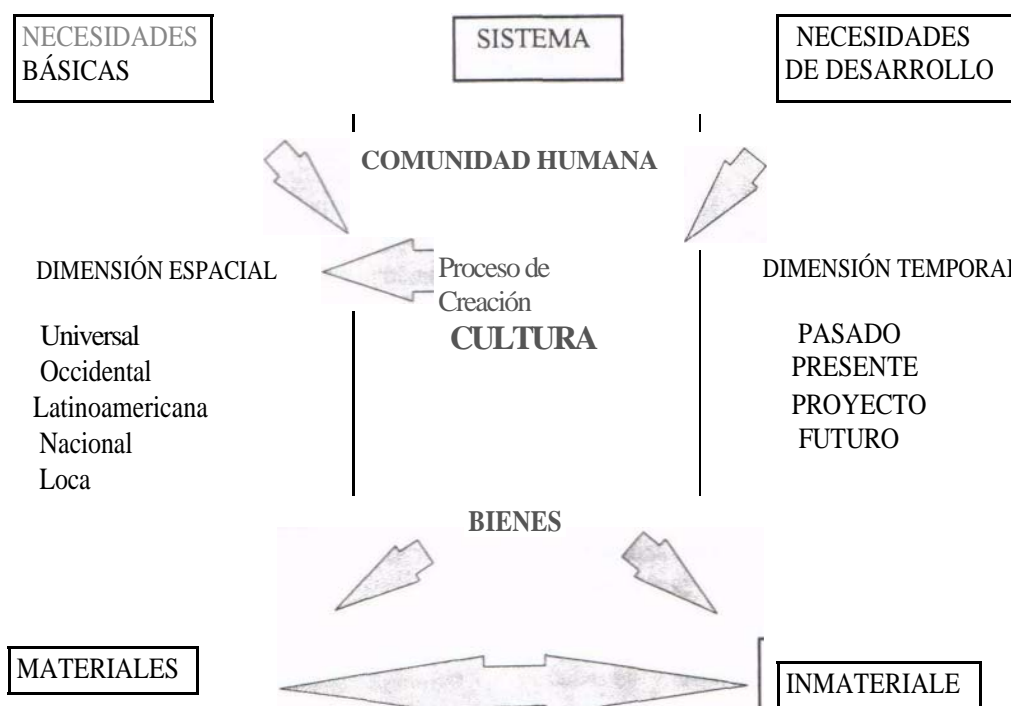 NECESIDADES
BÁSICAS
SISTEMA
NECESIDADES
DE DESARROLLO
COMUNIDAD HUMANA
DIMENSIÓN ESPACIAL
Proceso de
Creación
CULTURA
DIMENSIÓN TEMPORAL
Universal
Occidental
Latinoamericana
Nacional
Loca
PASADO
PRESENTE
PROYECTO
FUTURO
BIENES
MATERIALES
INMATERIALE